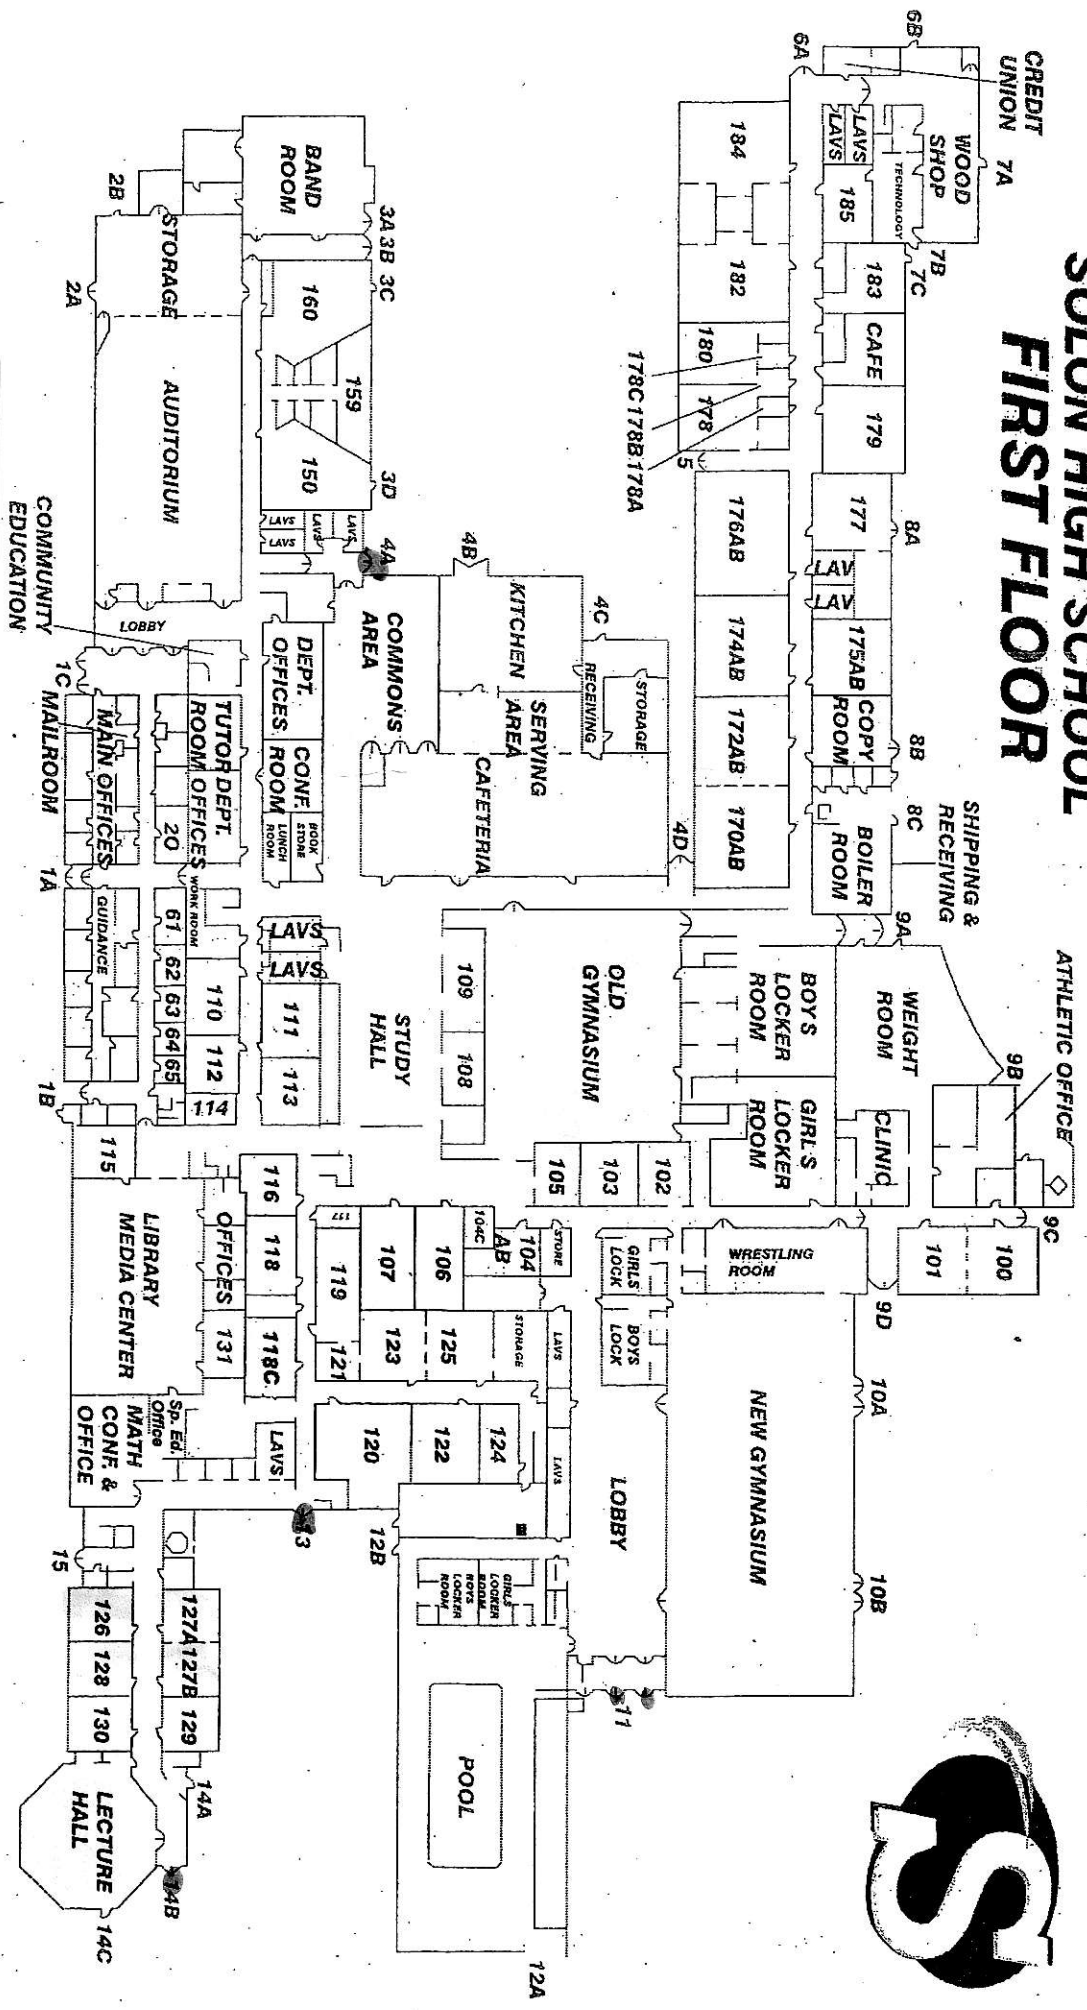 SOLON HIGH SCHOOL
FIRST FLOOR
6B
6A
CREDIT
UNION
7A
WOOD
SHOP
LAVS
LAVS
TECHNOLOGY
185
7B
7C
183
CAFE
179
184
182
180
178
178C 178B 178A
5
8A
177
LAV
LAV
175AB
COPY
ROOM
8B
8C
BOILER
ROOM
SHIPPING &
RECEIVING
176AB
174AB
172AB
170AB
4D
9A
ATHLETIC OFFICE
9B
9C
WEIGHT
ROOM
CLINIC
BOYS
LOCKER
ROOM
GIRLS
LOCKER
ROOM
100
101
9D
WRESTLING
ROOM
10A
10B
NEW GYMNASIUM
LOBBY
11
GIRLS
LOCK
BOYS
LOCK
OLD
GYMNASIUM
102
103
105
109
108
STUDY
HALL
BAND
ROOM
2B
3A 3B
3C
160
159
150
3D
LAVS
LAVS
LAVS
4A
4B
4C
KITCHEN
SERVING
AREA
RECEIVING
STORAGE
COMMONS
AREA
CAFETERIA
STORAGE
2A
AUDITORIUM
LOBBY
COMMUNITY
EDUCATION
1C
MAILROOM
MAIN OFFICES
DEPT.
OFFICES
CONF.
ROOM
BOOK
STORE
LUNCH
ROOM
TUTOR
ROOM
DEPT.
OFFICES
20
1A
WORK ROOM
GUIDANCE
61
62
63
64
65
110
112
114
LAVS
LAVS
111
113
1B
115
116
118
118C
OFFICES
131
LIBRARY
MEDIA CENTER
117
119
121
107
106
104C
104
AB
STORE
123
125
STORAGE
LAVS
LAVS
120
122
124
LAVS
Sp. Ed.
Office
MATH
CONF. &
OFFICE
13
12B
GIRLS
LOCKER
ROOM
BOYS
LOCKER
ROOM
POOL
12A
15
126
128
130
127A
127B
129
14A
14B
14C
LECTURE
HALL
S